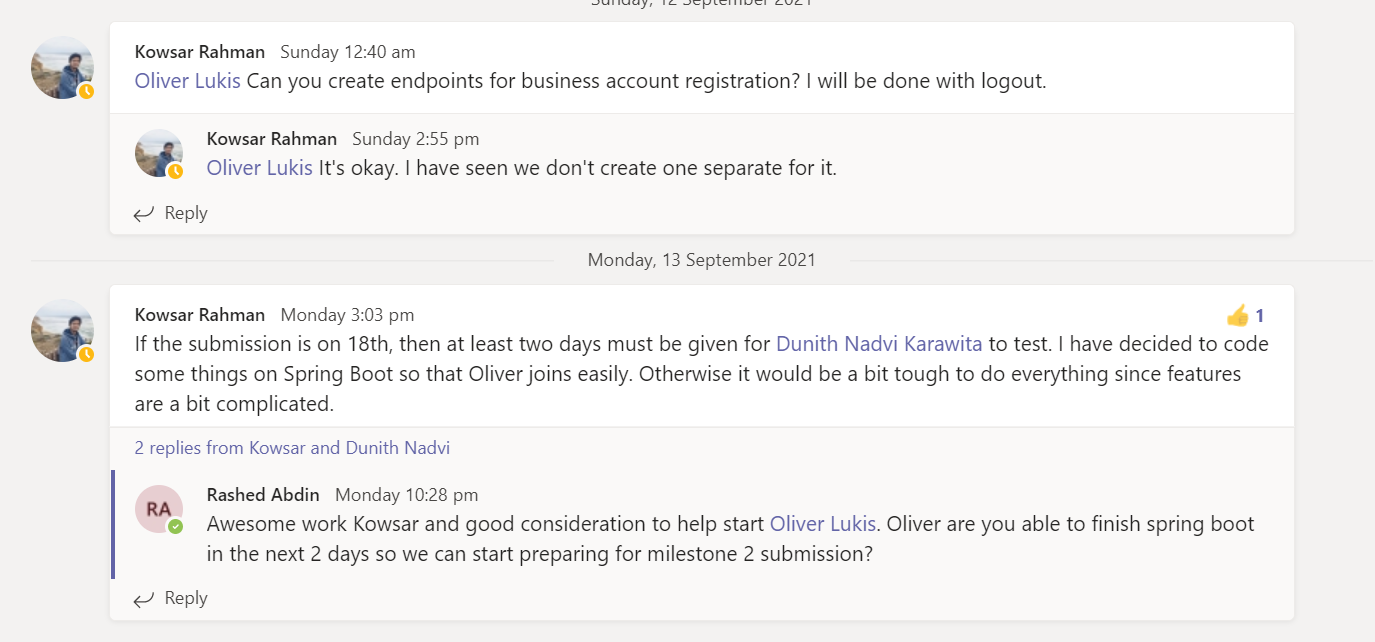 Sunday, 12 September 2021
Kowsar Rahman Sunday 12:40 am
Oliver Lukis Can you create endpoints for business account registration? I will be done with logout.
Kowsar Rahman Sunday 2:55 pm
Oliver Lukis It's okay. I have seen we don't create one separate for it.
Reply
Monday, 13 September 2021
Kowsar Rahman Monday 3:03 pm 1
If the submission is on 18th, then at least two days must be given for Dunith Nadvi Karawita to test. I have decided to code
some things on Spring Boot so that Oliver joins easily. Otherwise it would be a bit tough to do everything since features
are a bit complicated.
2 replies from Kowsar and Dunith Nadvi
RA
Rashed Abdin Monday 10:28 pm
Awesome work Kowsar and good consideration to help start Oliver Lukis. Oliver are you able to finish spring boot
in the next 2 days so we can start preparing for milestone 2 submission?
Reply